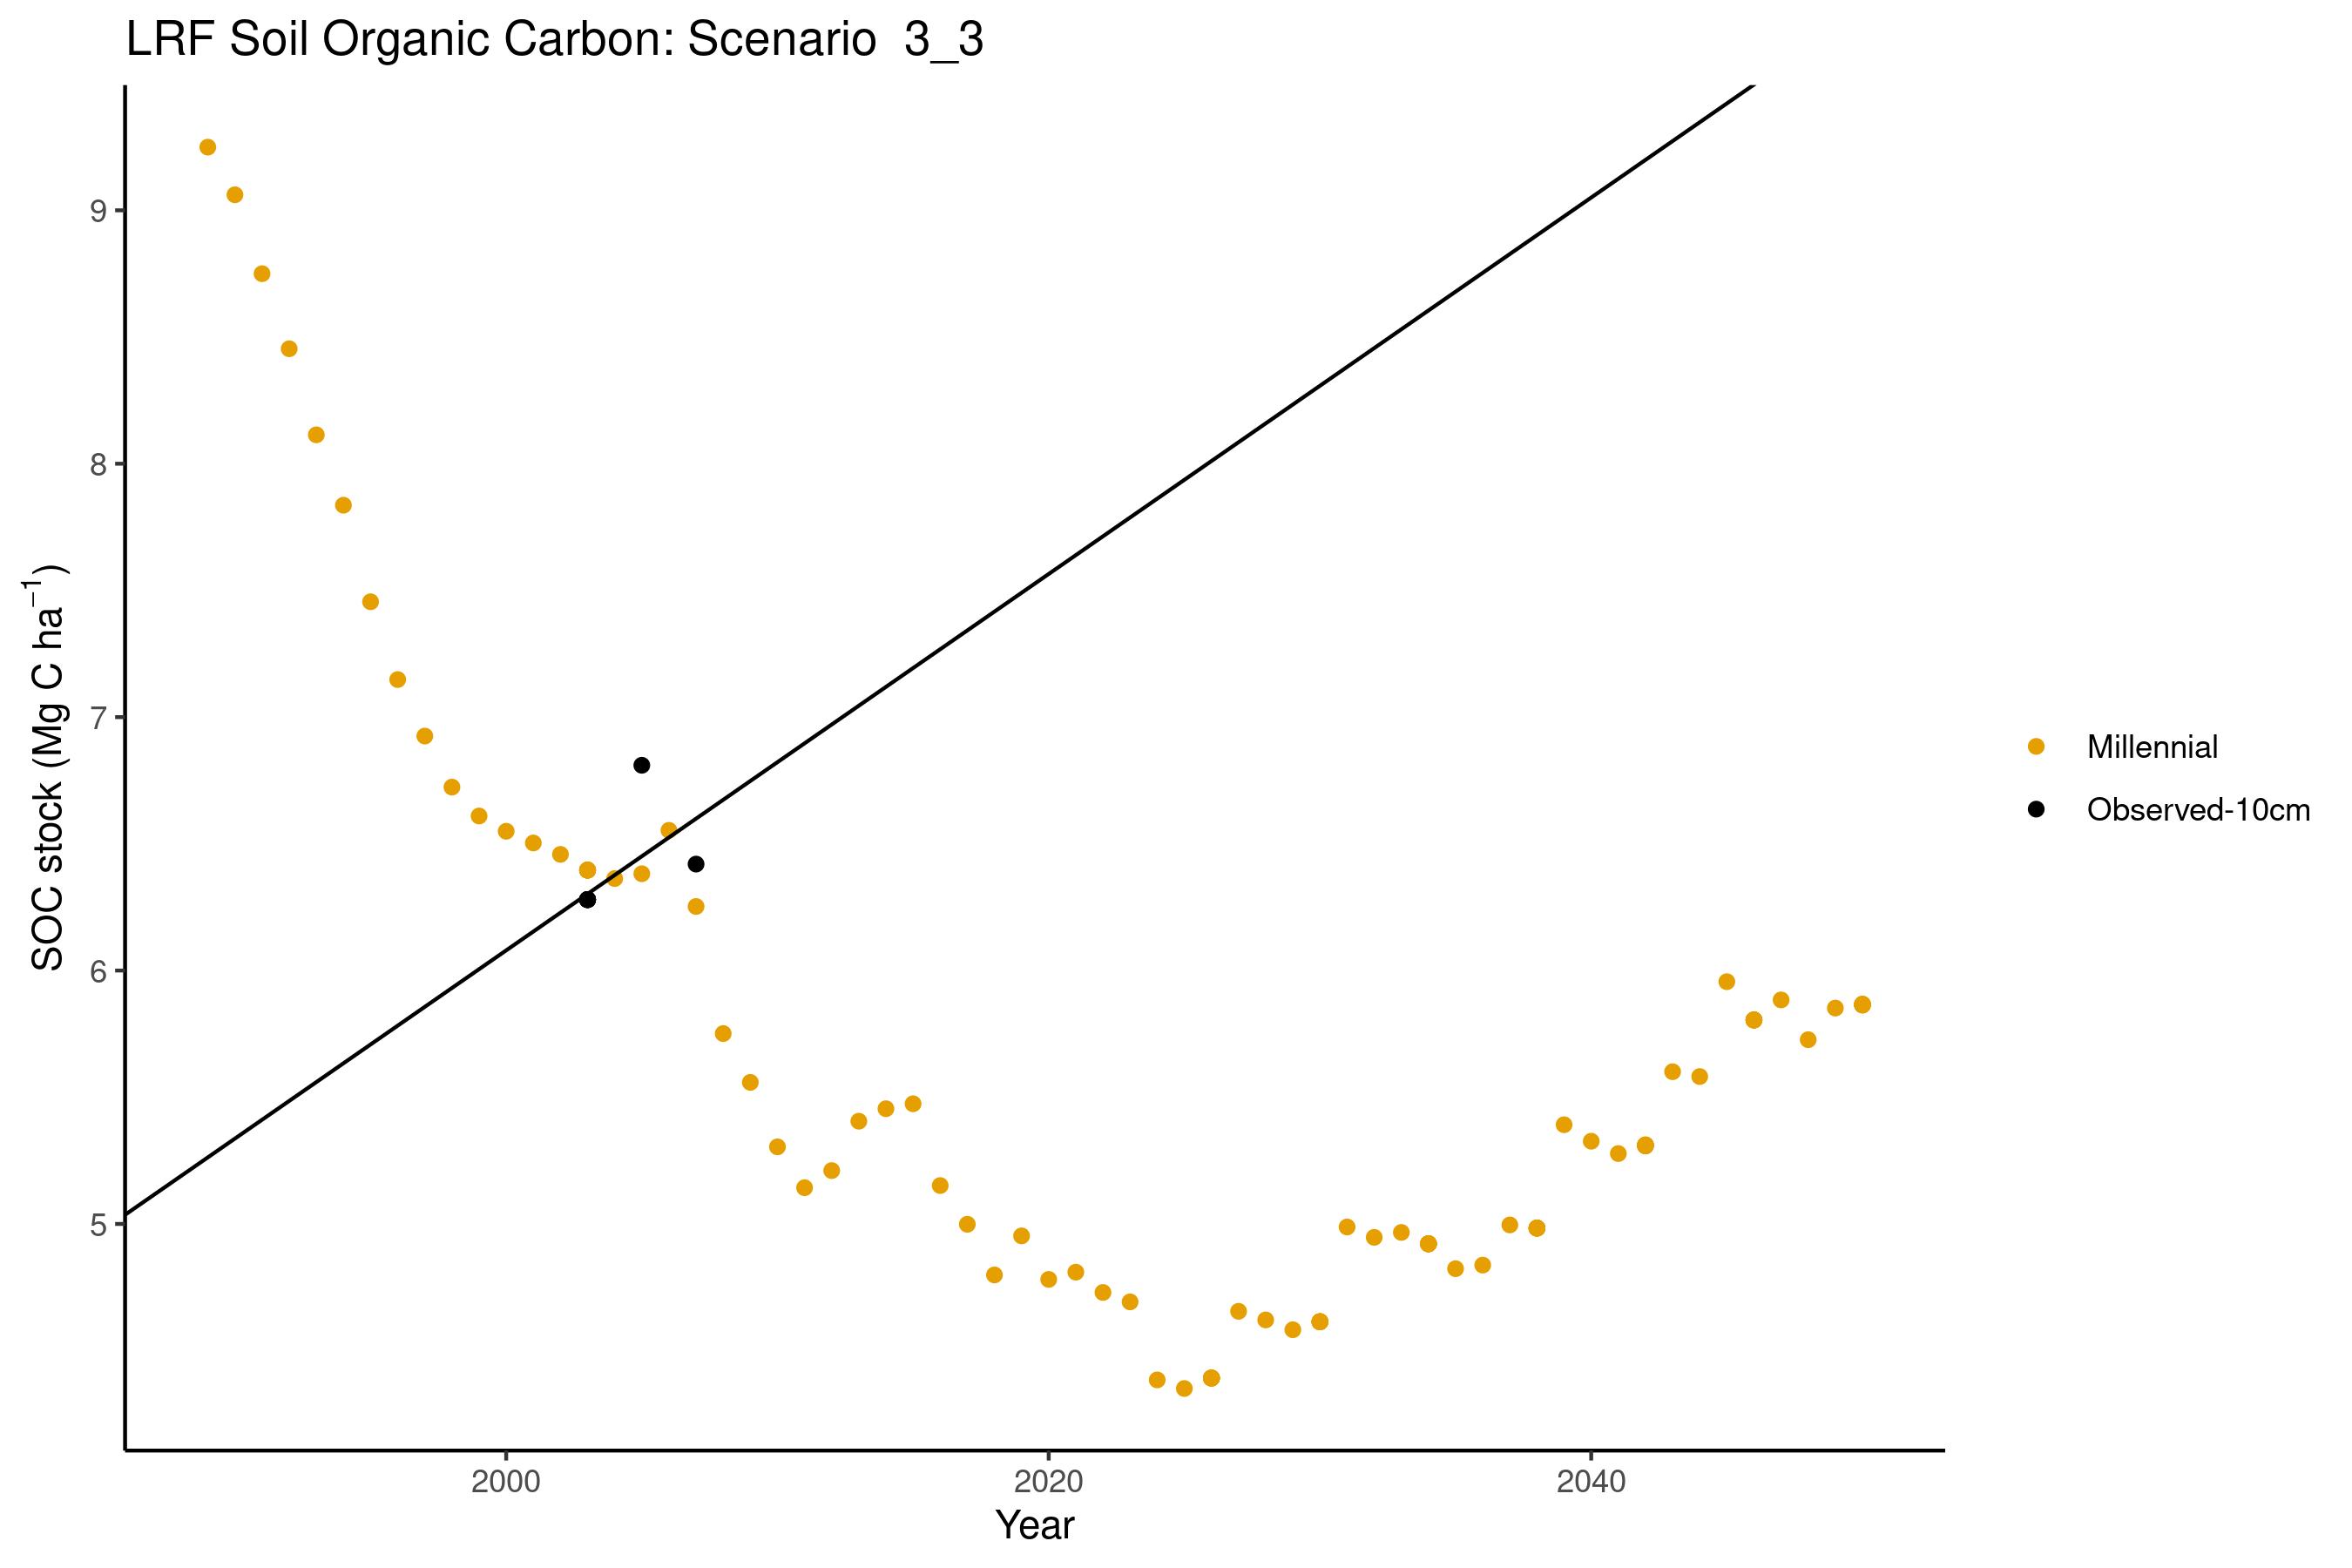 LRF Soil Organic Carbon: Scenario  3_3
SOC stock (Mg C ha⁻¹)
9
8
7
6
5
2000
2020
2040
Year
Millennial
Observed-10cm